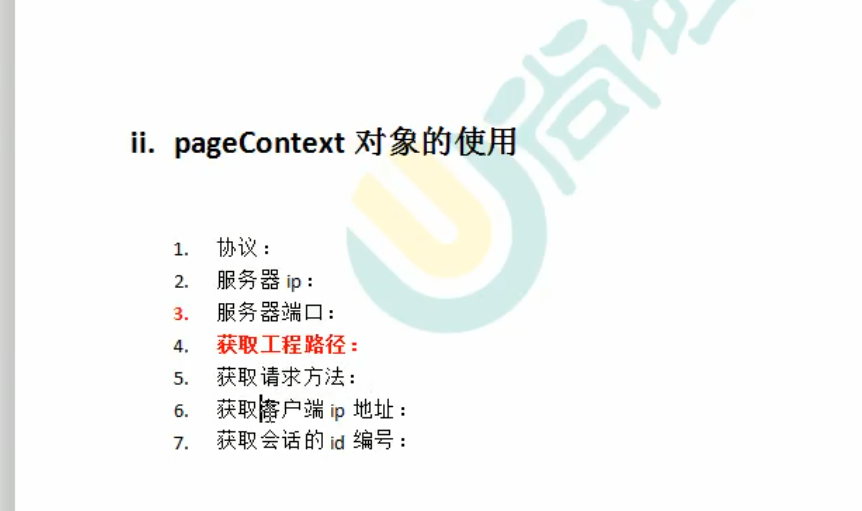 ii. pageContext 对象的使用
1. 协议：
2. 服务器 ip：
3. 服务器端口：
4. 获取工程路径：
5. 获取请求方法：
6. 获取客户端 ip 地址：
7. 获取会话的 id 编号：
尚硅